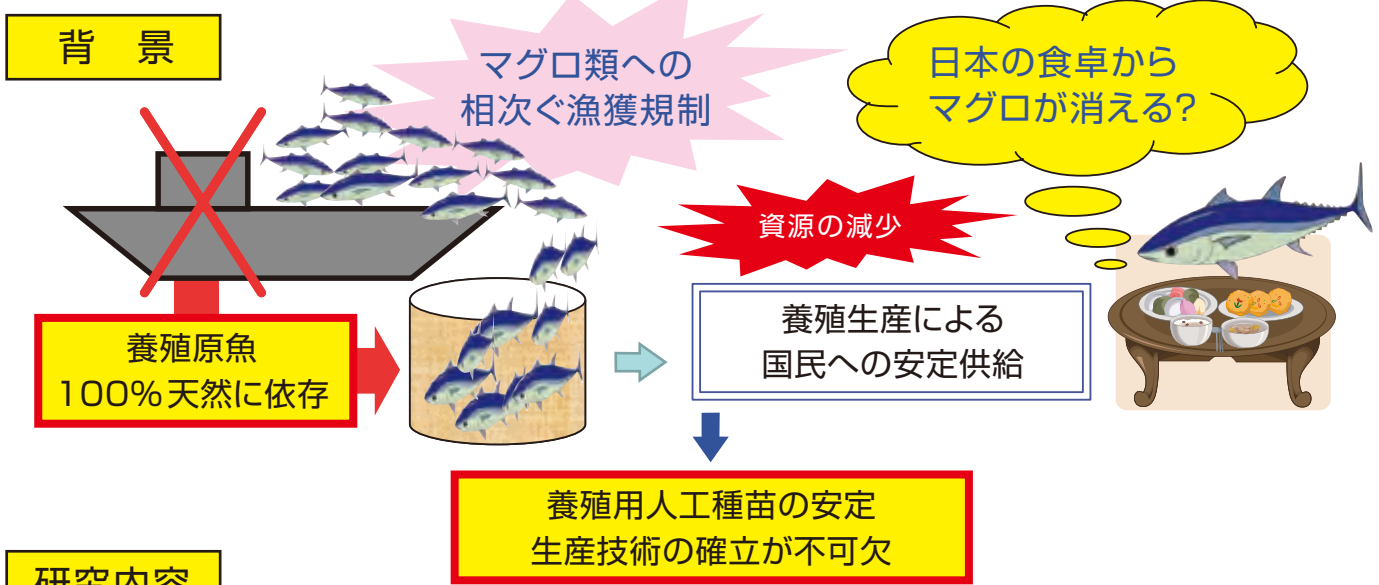 背　景
マグロ類への
相次ぐ漁獲規制
日本の食卓から
マグロが消える?
資源の減少
養殖原魚
100%天然に依存
養殖生産による
国民への安定供給
養殖用人工種苗の安定
生産技術の確立が不可欠
研究内容